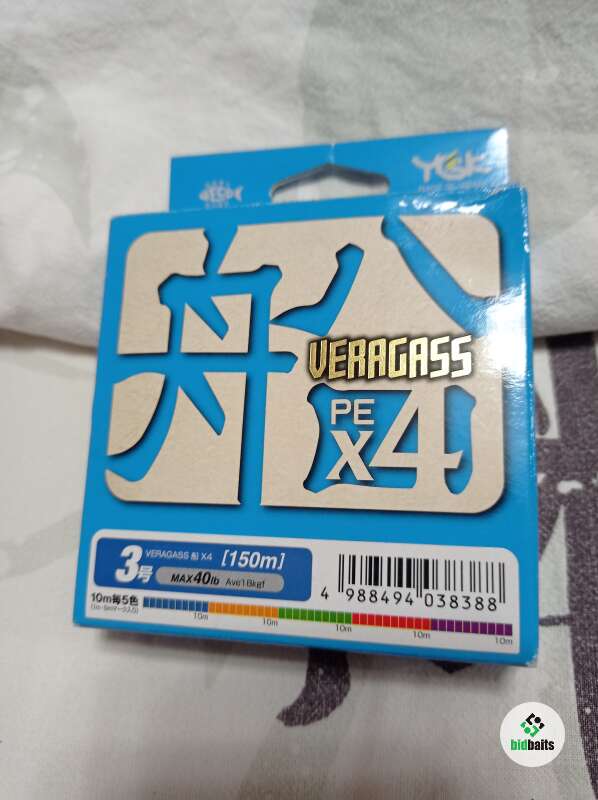 YGK
船
VERAGASS
PE
X4
3号
VERAGASS 船 X4 [150m]
MAX40lb Ave18kgf
10m毎5色
10m 10m 10m 10m 10m
4 988494 038388
bidbaits